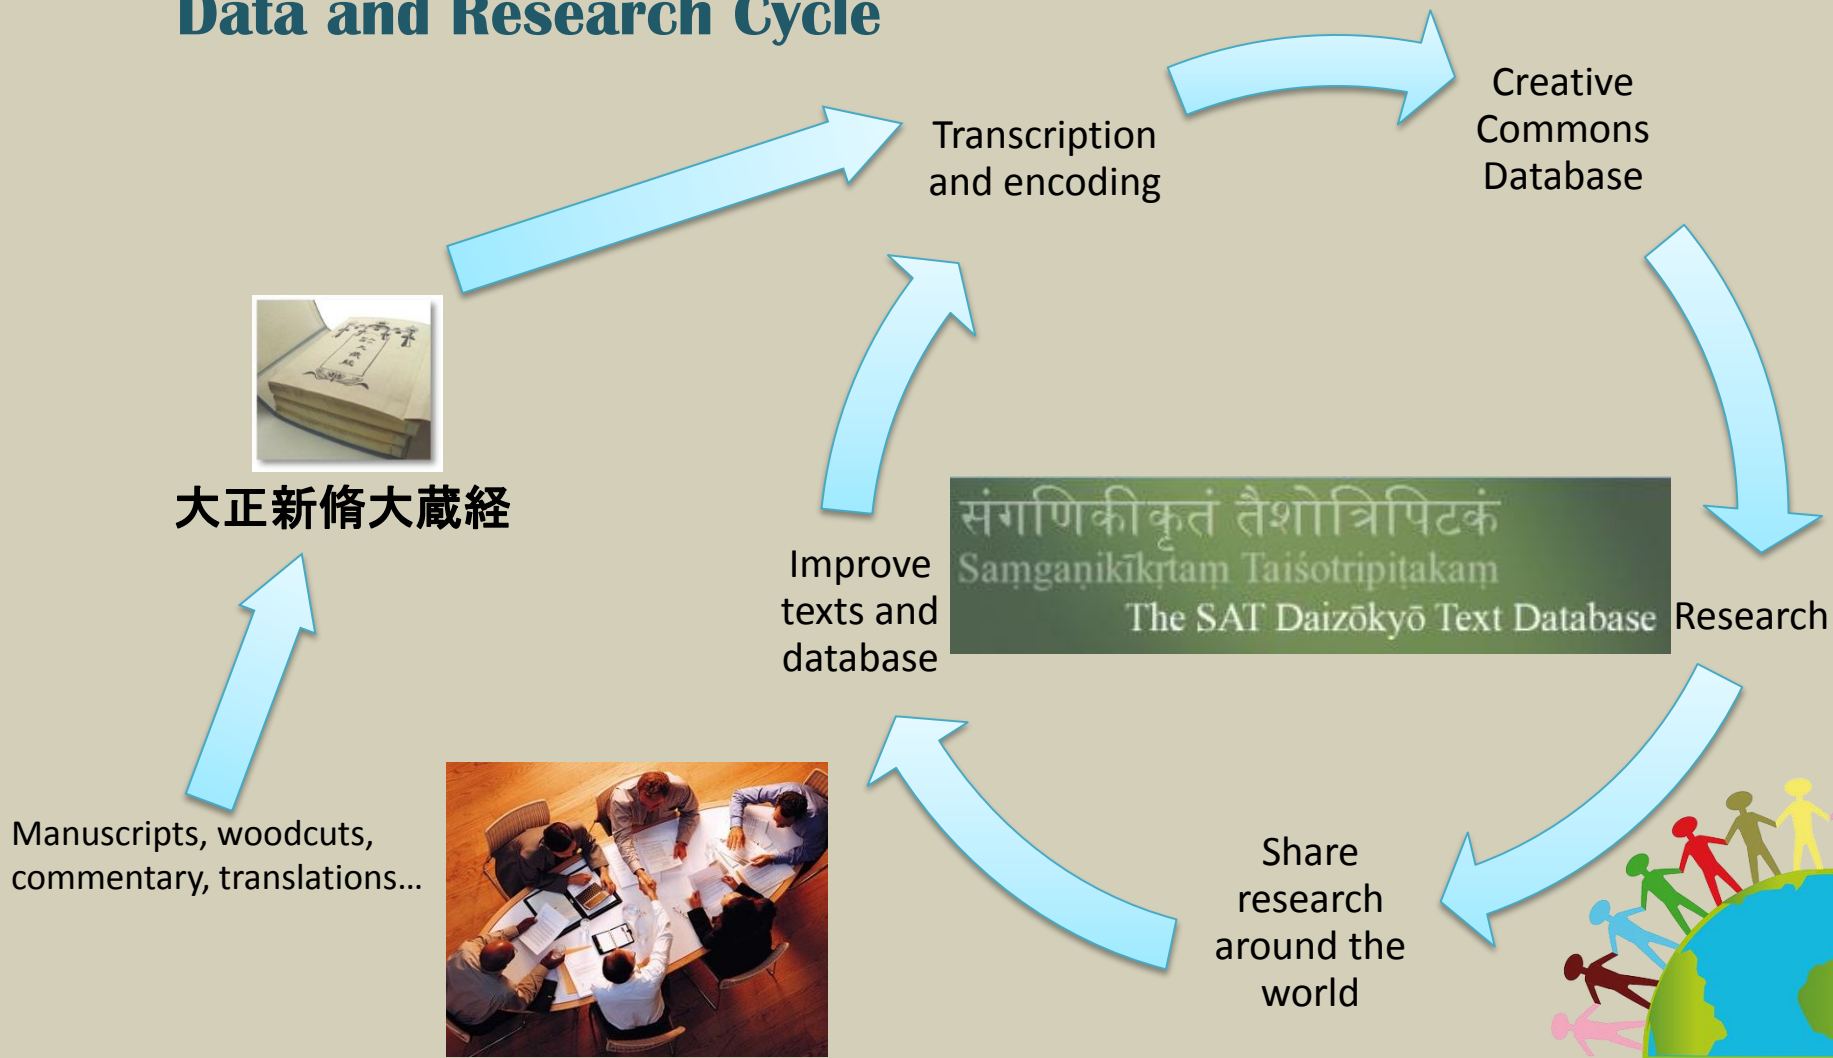 Data and Research Cycle
Transcription
and encoding
Creative
Commons
Database
大正新脩大蔵経
Manuscripts, woodcuts,
commentary, translations...
Improve
texts and
database
संगणिकीकृतं तैशोत्रिपिटकं
Saṃgaṇikīkṛtaṃ Taiśotripiṭakaṃ
The SAT Daizōkyō Text Database
Research
Share
research
around the
world